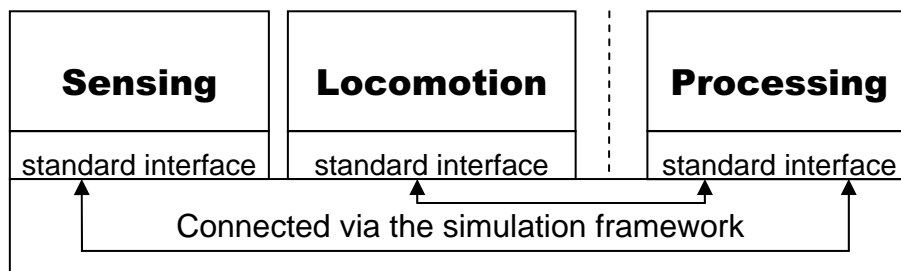 Sensing
Locomotion
Processing
standard interface
standard interface
standard interface
Connected via the simulation framework